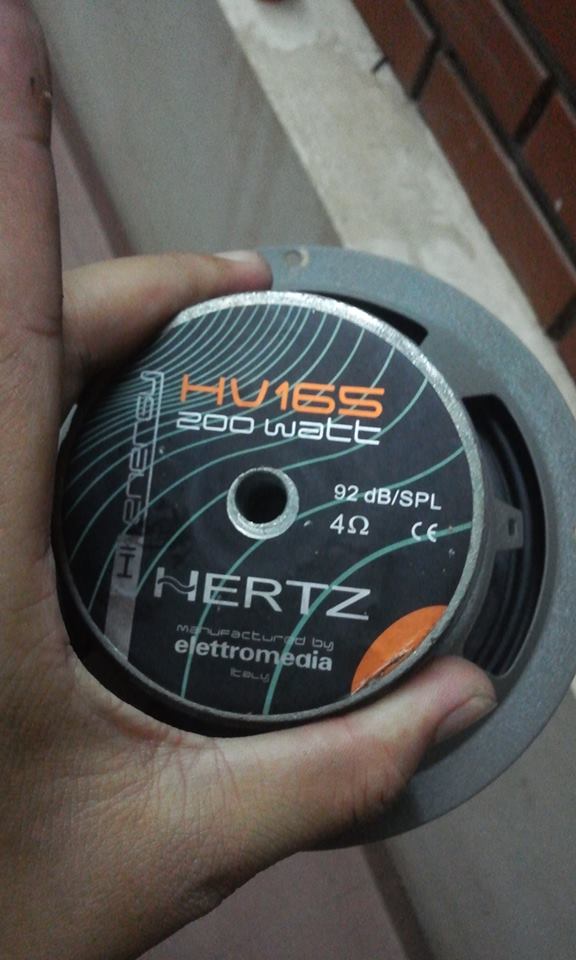 HV165
200 watt
Hi energy
92 dB/SPL
4Ω CE
HERTZ
manufactured by
elettromedia
italy